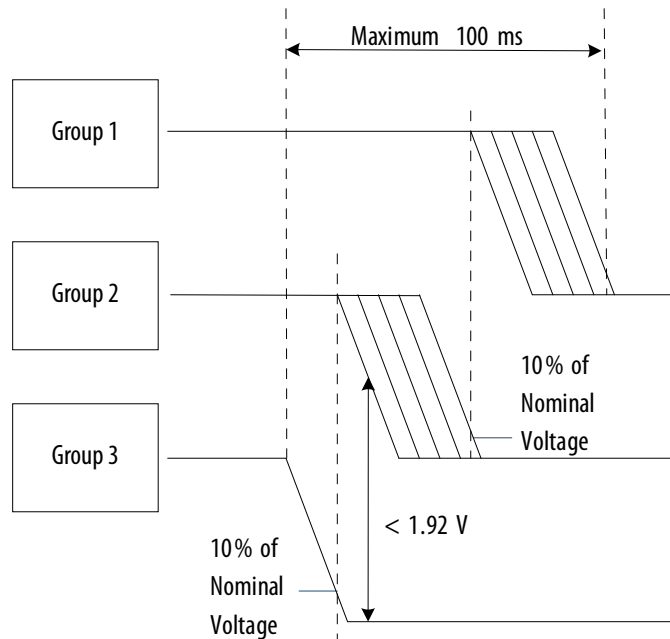 Maximum 100 ms
Group 1
Group 2
10% of
Nominal
Voltage
Group 3
< 1.92 V
10% of
Nominal
Voltage